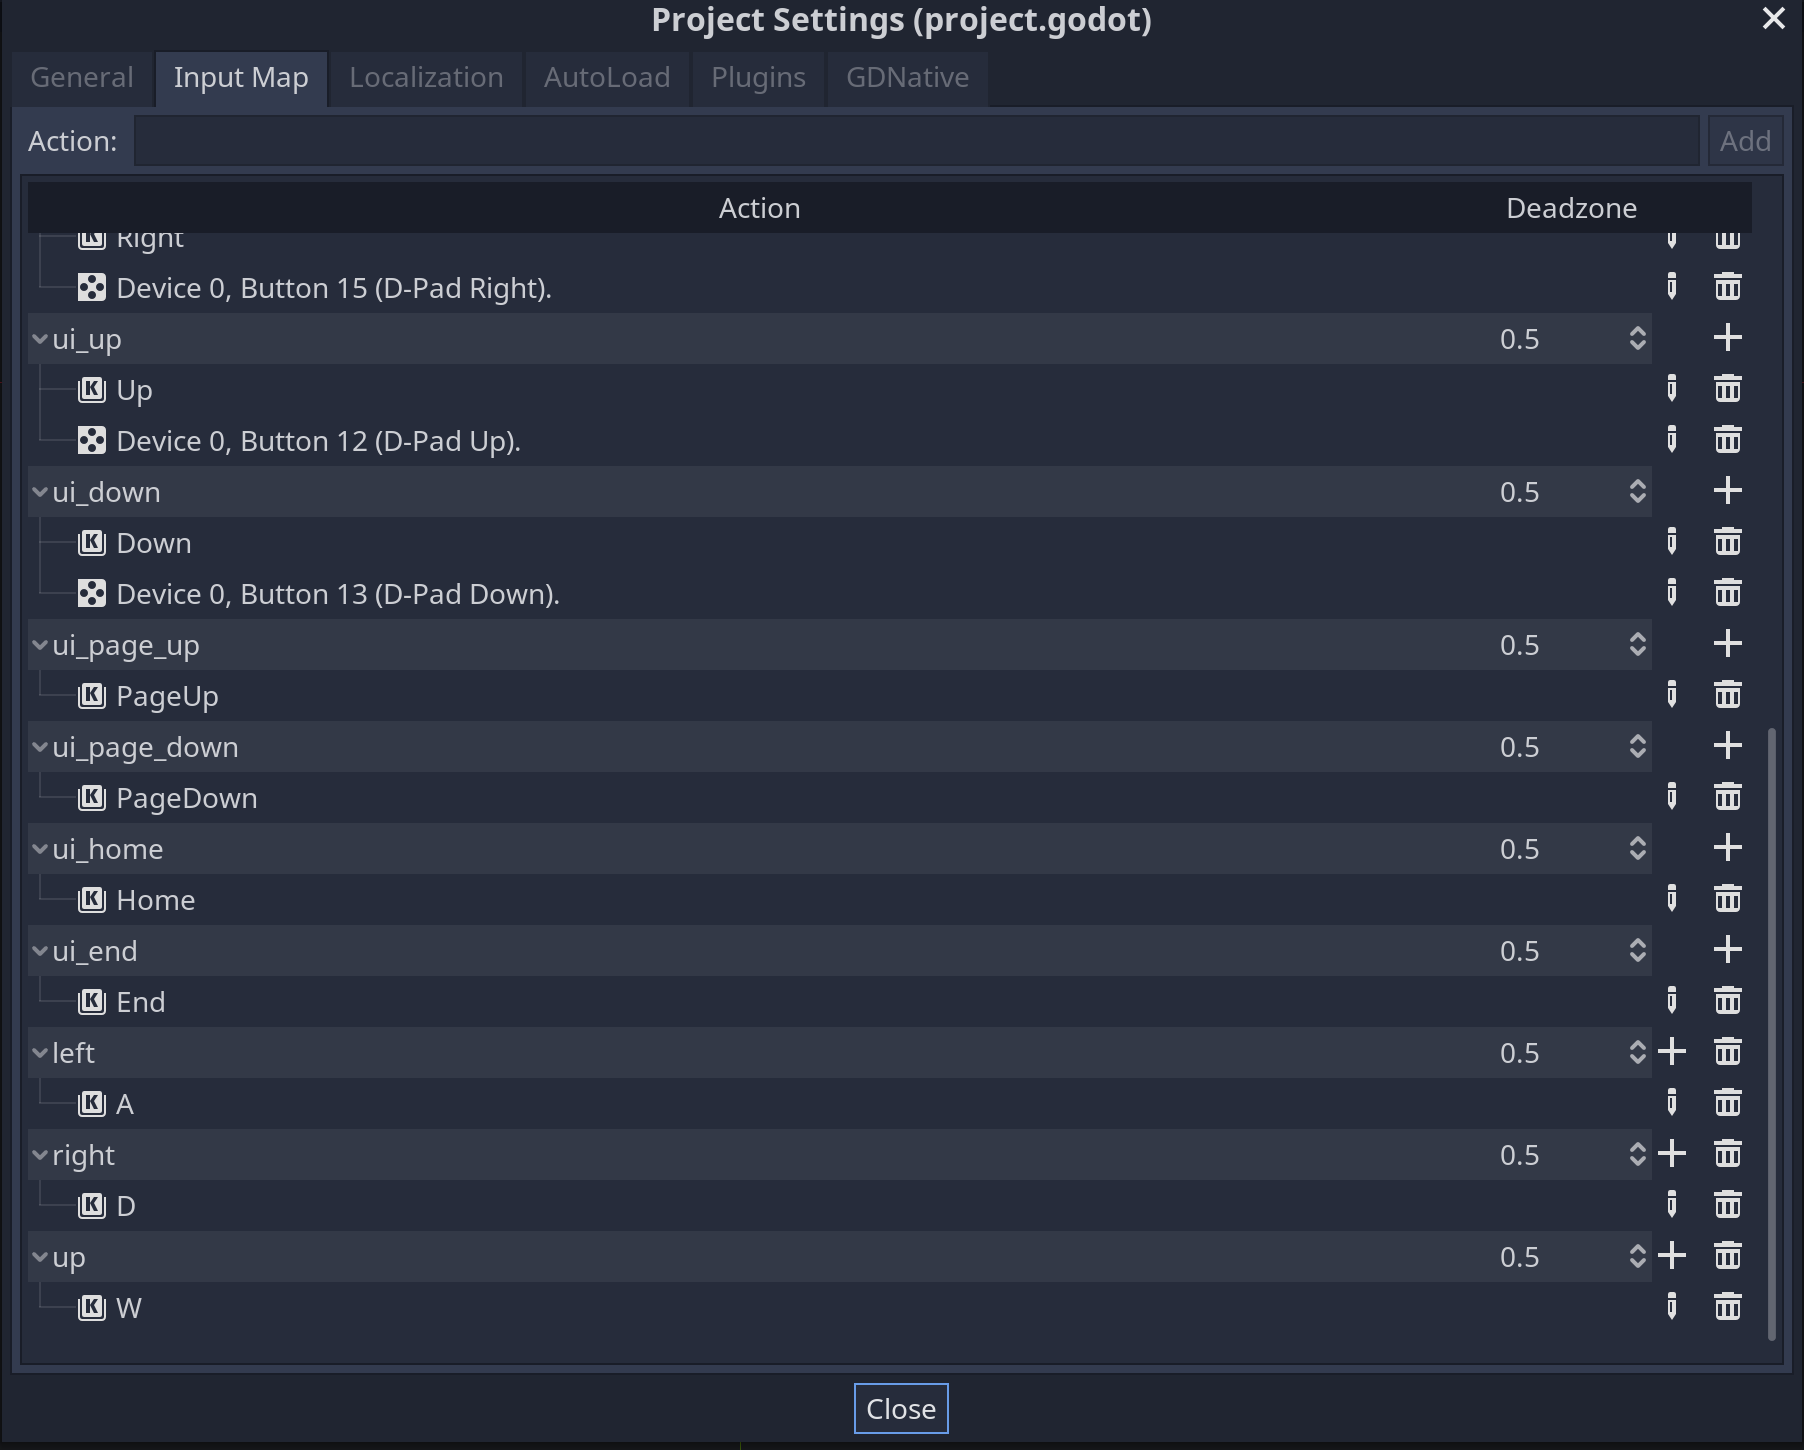 Project Settings (project.godot)
General Input Map Localization AutoLoad Plugins GDNative
Action: Add
Action Deadzone
Right
Device 0, Button 15 (D-Pad Right).
ui_up 0.5
Up
Device 0, Button 12 (D-Pad Up).
ui_down 0.5
Down
Device 0, Button 13 (D-Pad Down).
ui_page_up 0.5
PageUp
ui_page_down 0.5
PageDown
ui_home 0.5
Home
ui_end 0.5
End
left 0.5
A
right 0.5
D
up 0.5
W
Close